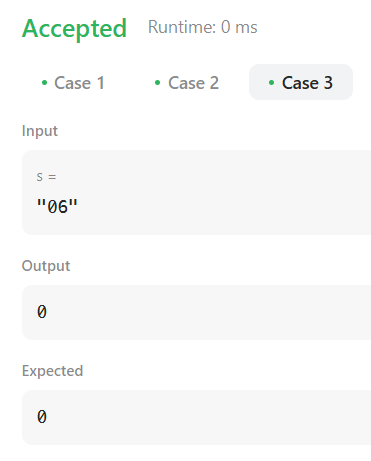 Accepted Runtime: 0 ms
• Case 1 • Case 2 • Case 3
Input
s =
"06"
Output
0
Expected
0